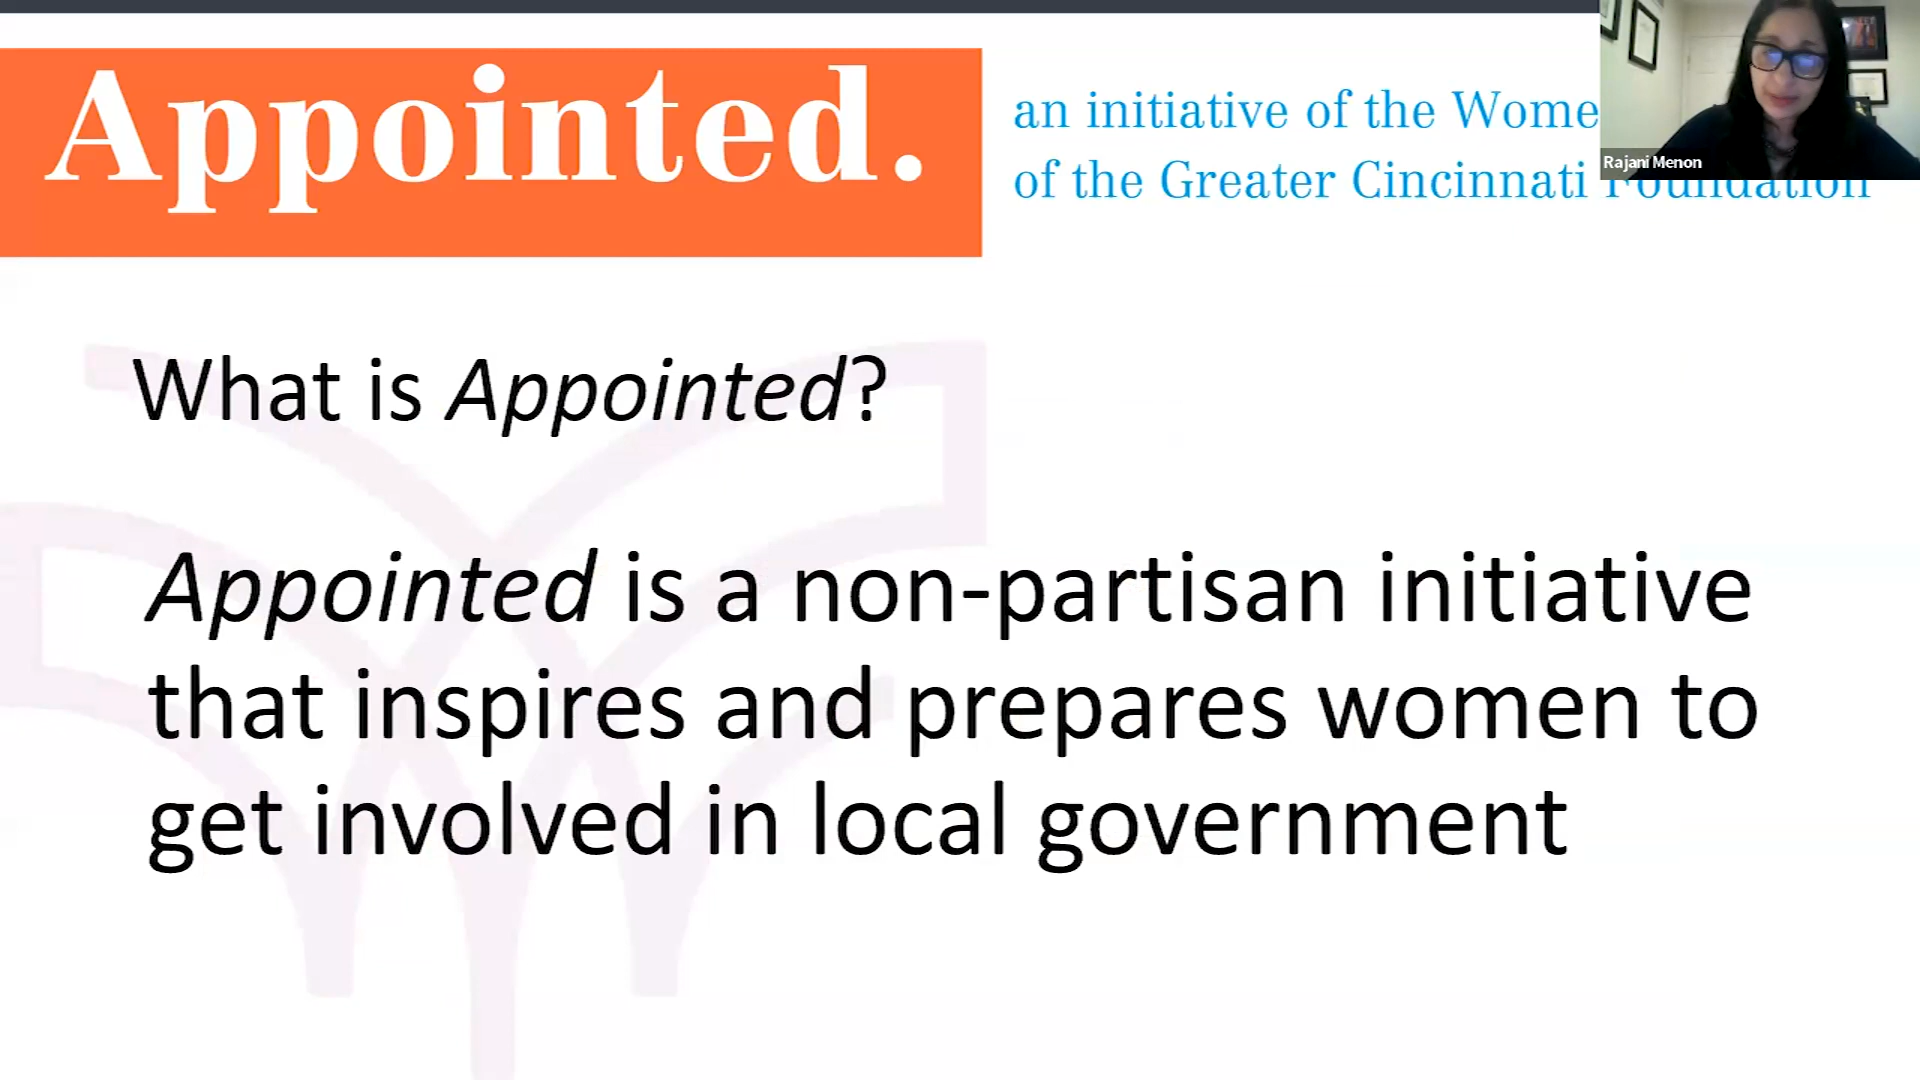 Appointed.
an initiative of the Wome
of the Greater Cincinnati Foundation
Rajani Menon
What is Appointed?
Appointed is a non-partisan initiative
that inspires and prepares women to
get involved in local government